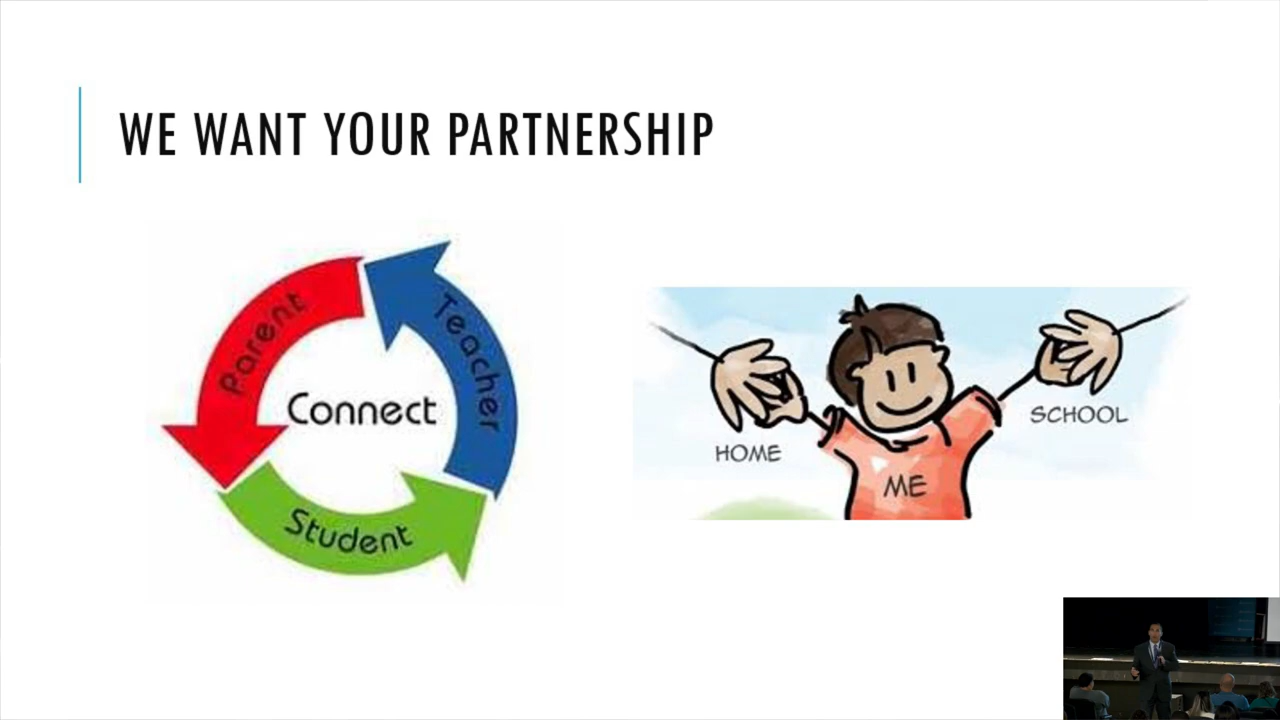 WE WANT YOUR PARTNERSHIP
Parent
Teacher
Connect
Student
HOME
ME
SCHOOL